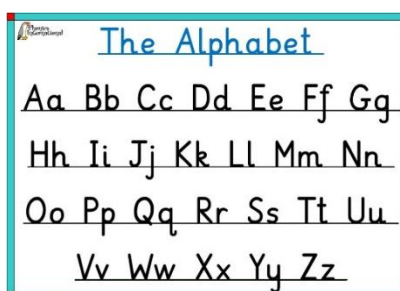 The Alphabet
Aa Bb Cc Dd Ee Ff Gg
Hh Ii Jj Kk Ll Mm Nn
Oo Pp Qq Rr Ss Tt Uu
Vv Ww Xx Yy Zz